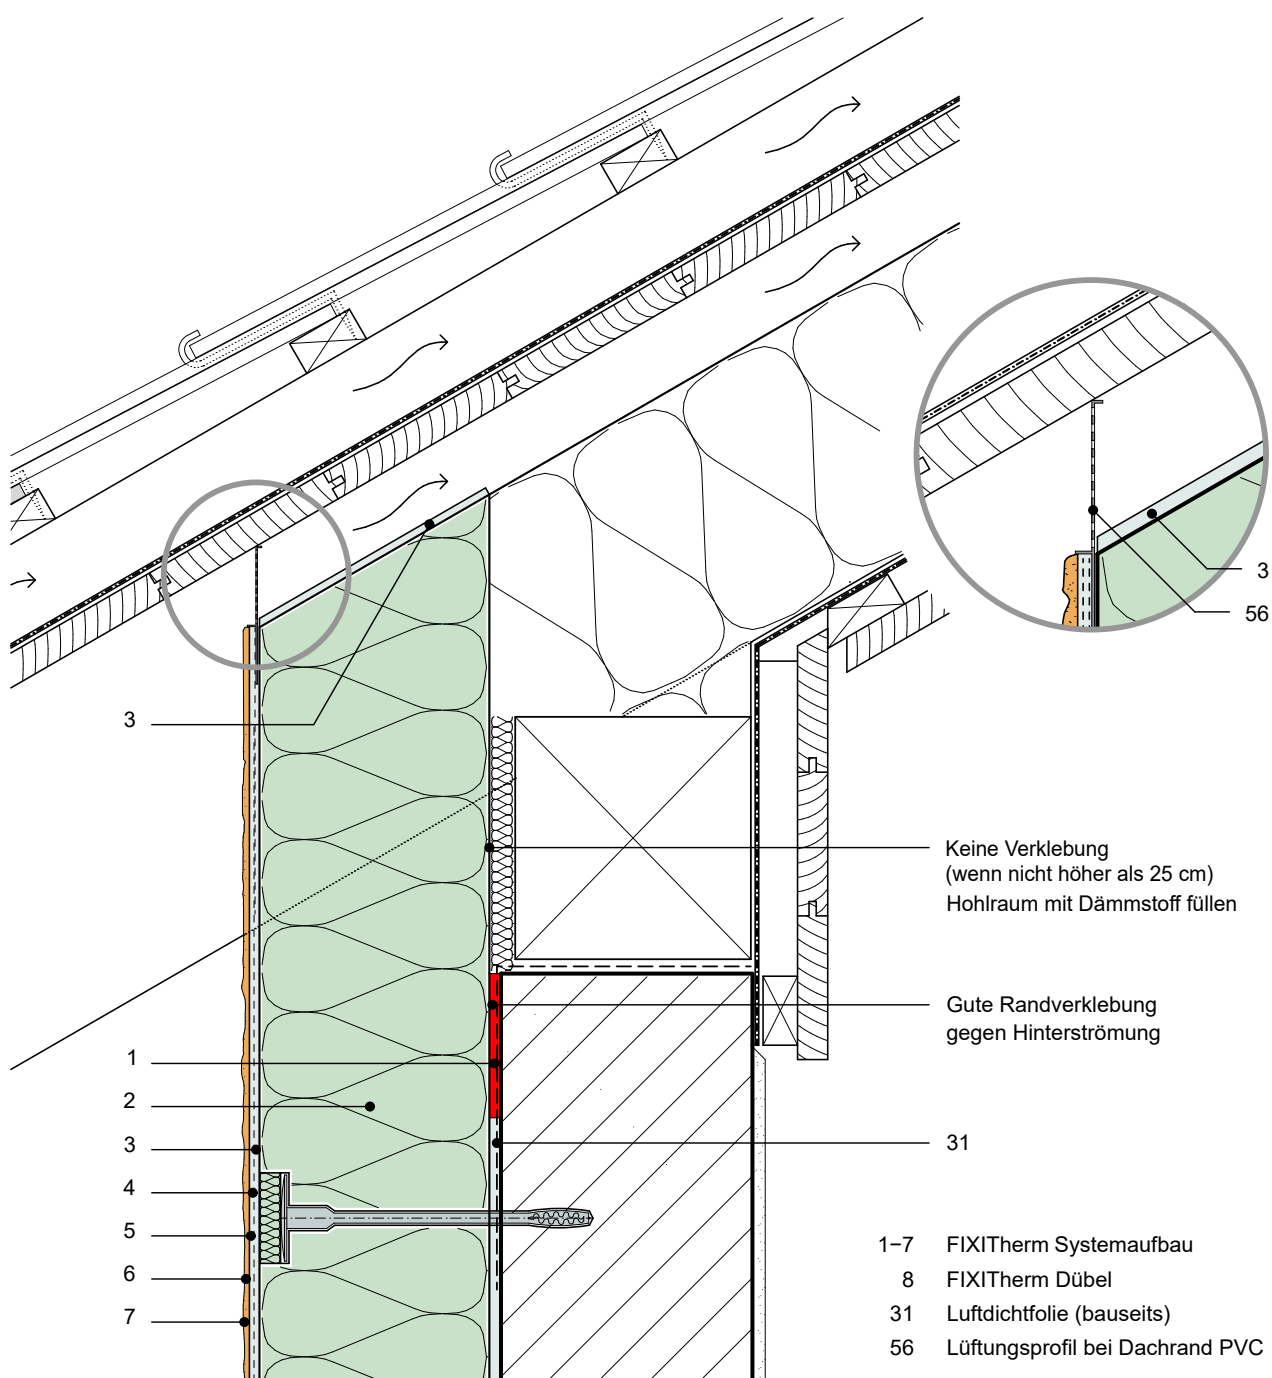 3
56
3
Keine Verklebung
(wenn nicht höher als 25 cm)
Hohlraum mit Dämmstoff füllen
Gute Randverklebung
gegen Hinterströmung
1
2
3
31
4
5
6
7
1–7 FIXITherm Systemaufbau
8 FIXITherm Dübel
31 Luftdichtfolie (bauseits)
56 Lüftungsprofil bei Dachrand PVC